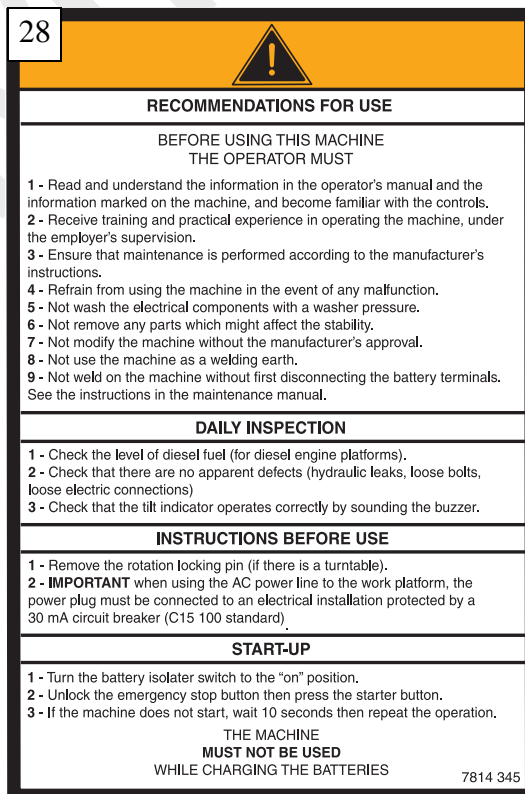 28
RECOMMENDATIONS FOR USE
BEFORE USING THIS MACHINE
THE OPERATOR MUST
1 - Read and understand the information in the operator's manual and the
information marked on the machine, and become familiar with the controls.
2 - Receive training and practical experience in operating the machine, under
the employer's supervision.
3 - Ensure that maintenance is performed according to the manufacturer's
instructions.
4 - Refrain from using the machine in the event of any malfunction.
5 - Not wash the electrical components with a washer pressure.
6 - Not remove any parts which might affect the stability.
7 - Not modify the machine without the manufacturer's approval.
8 - Not use the machine as a welding earth.
9 - Not weld on the machine without first disconnecting the battery terminals.
See the instructions in the maintenance manual.
DAILY INSPECTION
1 - Check the level of diesel fuel (for diesel engine platforms).
2 - Check that there are no apparent defects (hydraulic leaks, loose bolts,
loose electric connections)
3 - Check that the tilt indicator operates correctly by sounding the buzzer.
INSTRUCTIONS BEFORE USE
1 - Remove the rotation locking pin (if there is a turntable).
2 - IMPORTANT when using the AC power line to the work platform, the
power plug must be connected to an electrical installation protected by a
30 mA circuit breaker (C15 100 standard).
START-UP
1 - Turn the battery isolater switch to the "on" position.
2 - Unlock the emergency stop button then press the starter button.
3 - If the machine does not start, wait 10 seconds then repeat the operation.
THE MACHINE
MUST NOT BE USED
WHILE CHARGING THE BATTERIES
7814 345